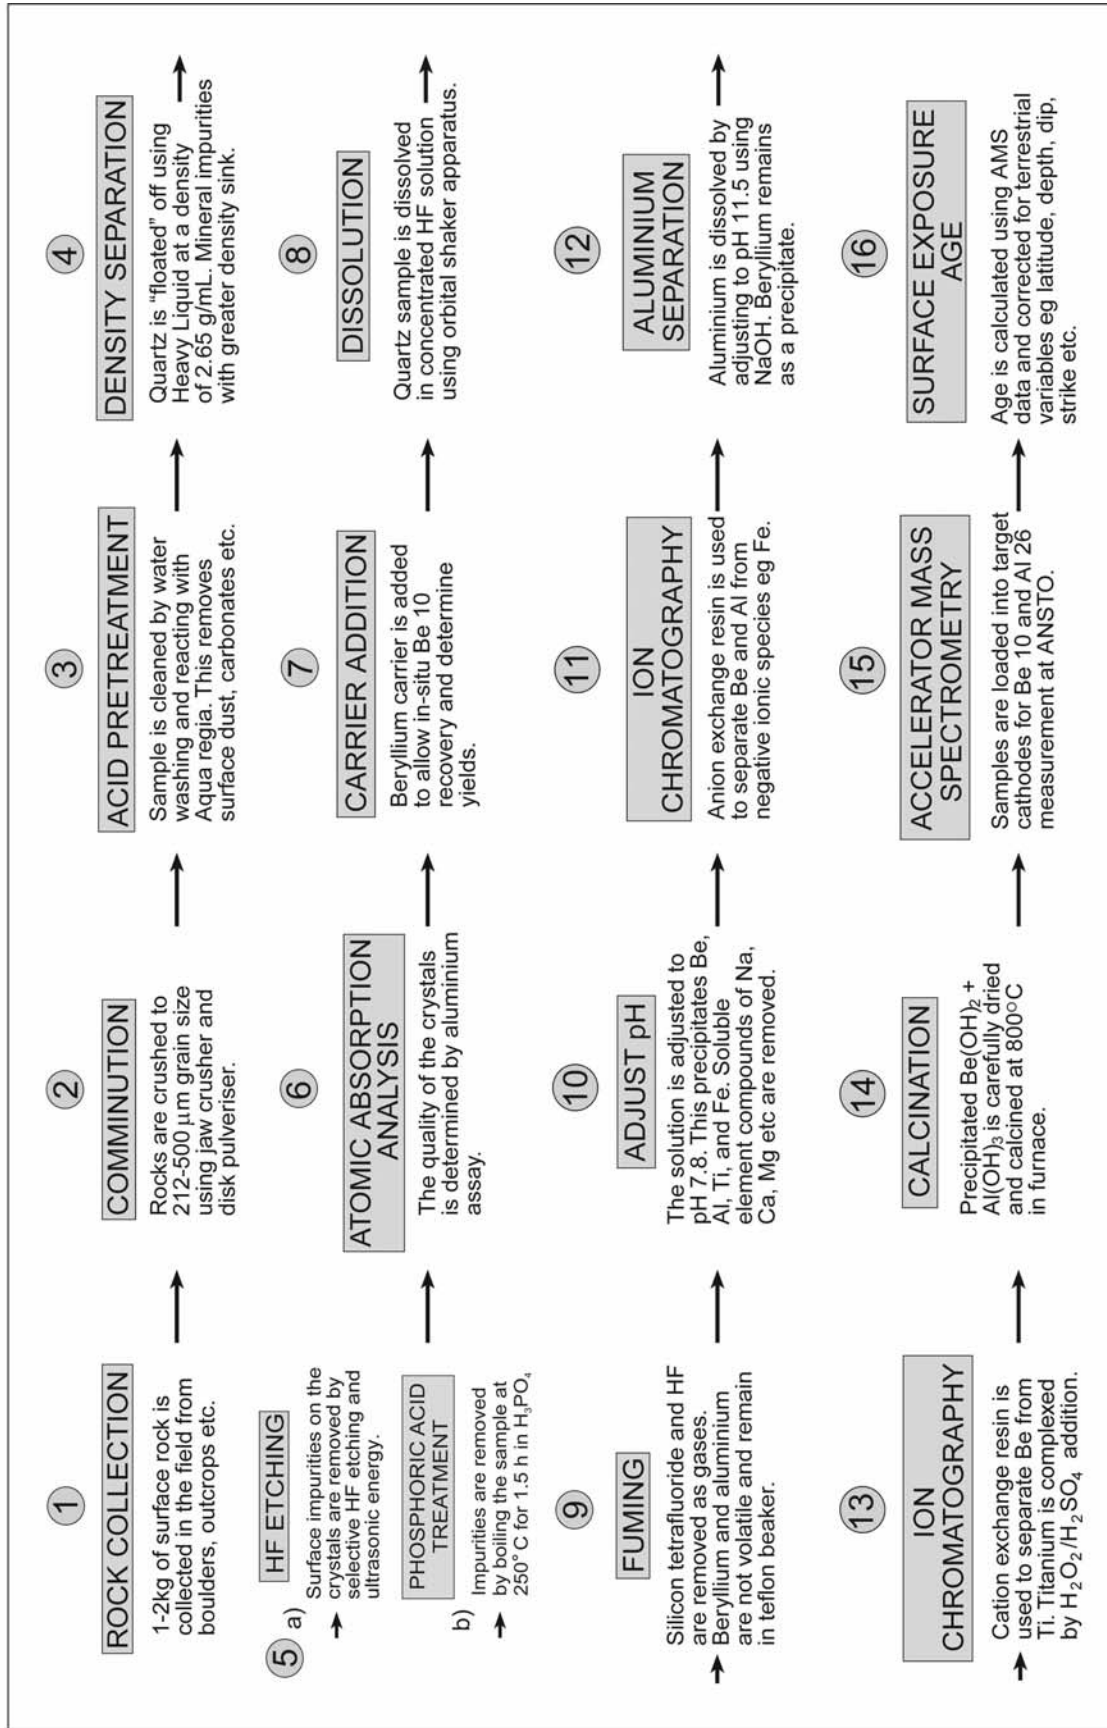 1
ROCK COLLECTION
1-2kg of surface rock is
collected in the field from
boulders, outcrops etc.
2
COMMINUTION
Rocks are crushed to
212-500 µm grain size
using jaw crusher and
disk pulveriser.
3
ACID PRETREATMENT
Sample is cleaned by water
washing and reacting with
Aqua regia. This removes
surface dust, carbonates etc.
4
DENSITY SEPARATION
Quartz is "floated" off using
Heavy Liquid at a density
of 2.65 g/mL. Mineral impurities
with greater density sink.
5
a)
HF ETCHING
Surface impurities on the
crystals are removed by
selective HF etching and
ultrasonic energy.
b)
PHOSPHORIC ACID
TREATMENT
Impurities are removed
by boiling the sample at
250°C for 1.5 h in H₃PO₄
6
ATOMIC ABSORPTION
ANALYSIS
The quality of the crystals
is determined by aluminium
assay.
7
CARRIER ADDITION
Beryllium carrier is added
to allow in-situ Be 10
recovery and determine
yields.
8
DISSOLUTION
Quartz sample is dissolved
in concentrated HF solution
using orbital shaker apparatus.
9
FUMING
Silicon tetrafluoride and HF
are removed as gases.
Beryllium and aluminium
are not volatile and remain
in teflon beaker.
10
ADJUST pH
The solution is adjusted to
pH 7.8. This precipitates Be,
Al, Ti, and Fe. Soluble
element compounds of Na,
Ca, Mg etc are removed.
11
ION
CHROMATOGRAPHY
Anion exchange resin is used
to separate Be and Al from
negative ionic species eg Fe.
12
ALUMINIUM
SEPARATION
Aluminium is dissolved by
adjusting to pH 11.5 using
NaOH. Beryllium remains
as a precipitate.
13
ION
CHROMATOGRAPHY
Cation exchange resin is
used to separate Be from
Ti. Titanium is complexed
by H₂O₂/H₂SO₄ addition.
14
CALCINATION
Precipitated Be(OH)₂ +
Al(OH)₃ is carefully dried
and calcined at 800°C
in furnace.
15
ACCELERATOR MASS
SPECTROMETRY
Samples are loaded into target
cathodes for Be 10 and Al 26
measurement at ANSTO.
16
SURFACE EXPOSURE
AGE
Age is calculated using AMS
data and corrected for terrestrial
variables eg latitude, depth, dip,
strike etc.